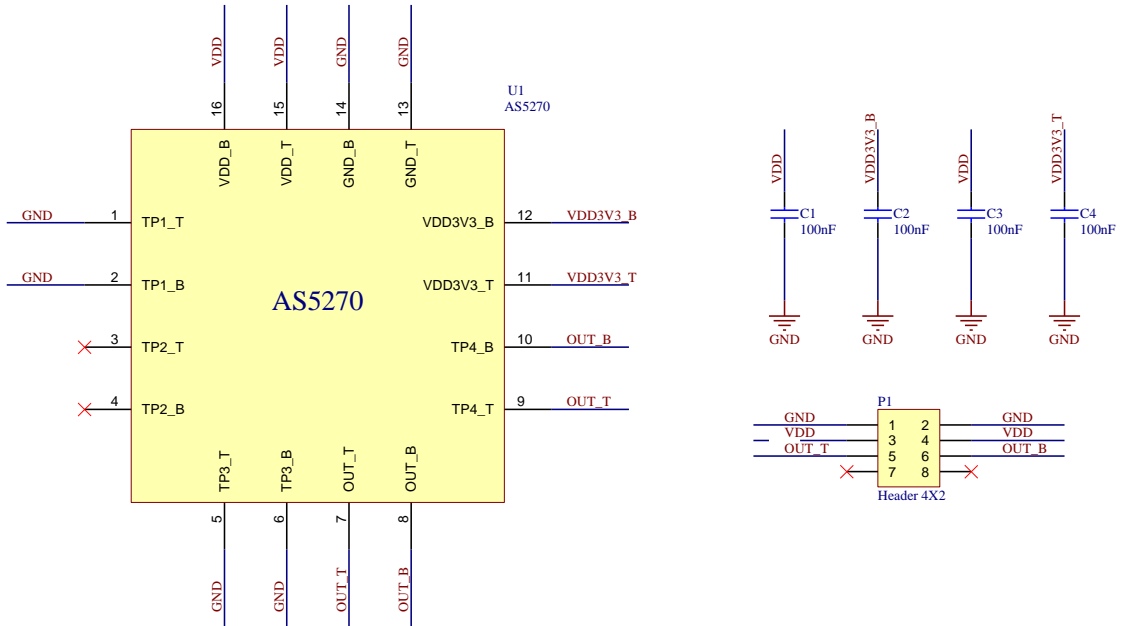 VDD
VDD
GND
GND
16
15
14
13
U1
AS5270
VDD_B
VDD_T
GND_B
GND_T
GND
1
TP1_T
VDD3V3_B
12
VDD3V3_B
GND
2
TP1_B
VDD3V3_T
11
VDD3V3_T
AS5270
3
TP2_T
TP4_B
10
OUT_B
4
TP2_B
TP4_T
9
OUT_T
TP3_T
TP3_B
OUT_T
OUT_B
5
6
7
8
GND
GND
OUT_T
OUT_B
VDD
VDD3V3_B
VDD
VDD3V3_T
C1
100nF
C2
100nF
C3
100nF
C4
100nF
GND
GND
GND
GND
P1
GND
1
2
GND
VDD
3
4
VDD
OUT_T
5
6
OUT_B
7
8
Header 4X2